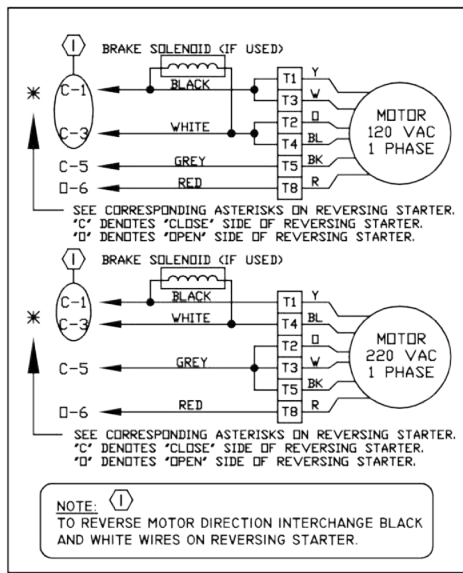 1 BRAKE SOLENOID (IF USED)
* C-1 BLACK T1 Y
T3 W
C-3 WHITE T2 O
T4 BL
C-5 GREY T5 BK
O-6 RED T8 R
MOTOR
120 VAC
1 PHASE
SEE CORRESPONDING ASTERISKS ON REVERSING STARTER.
"C" DENOTES "CLOSE" SIDE OF REVERSING STARTER.
"O" DENOTES "OPEN" SIDE OF REVERSING STARTER.
1 BRAKE SOLENOID (IF USED)
C-1 BLACK T1 Y
* C-3 WHITE T4 BL
T2 O
C-5 GREY T3 W
T5 BK
O-6 RED T8 R
MOTOR
220 VAC
1 PHASE
SEE CORRESPONDING ASTERISKS ON REVERSING STARTER.
"C" DENOTES "CLOSE" SIDE OF REVERSING STARTER.
"O" DENOTES "OPEN" SIDE OF REVERSING STARTER.
NOTE: 1
TO REVERSE MOTOR DIRECTION INTERCHANGE BLACK
AND WHITE WIRES ON REVERSING STARTER.